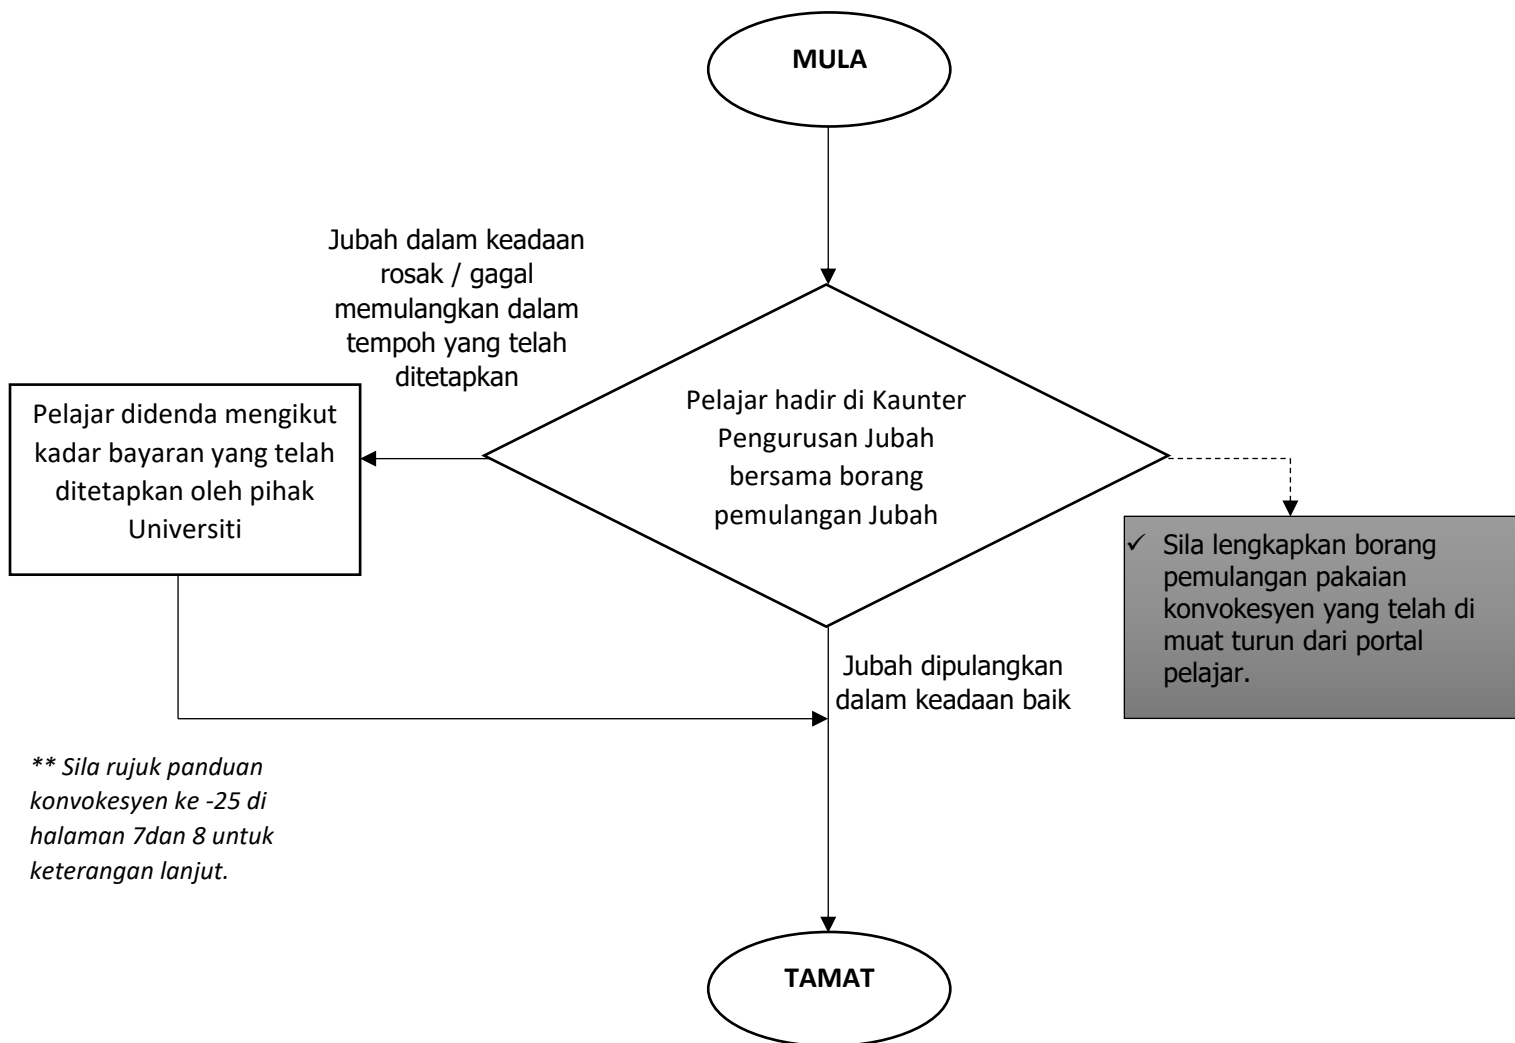 MULA
Jubah dalam keadaan
rosak / gagal
memulangkan dalam
tempoh yang telah
ditetapkan
Pelajar didenda mengikut
kadar bayaran yang telah
ditetapkan oleh pihak
Universiti
Pelajar hadir di Kaunter
Pengurusan Jubah
bersama borang
pemulangan Jubah
✓ Sila lengkapkan borang
pemulangan pakaian
konvokesyen yang telah di
muat turun dari portal
pelajar.
Jubah dipulangkan
dalam keadaan baik
** Sila rujuk panduan
konvokesyen ke -25 di
halaman 7dan 8 untuk
keterangan lanjut.
TAMAT